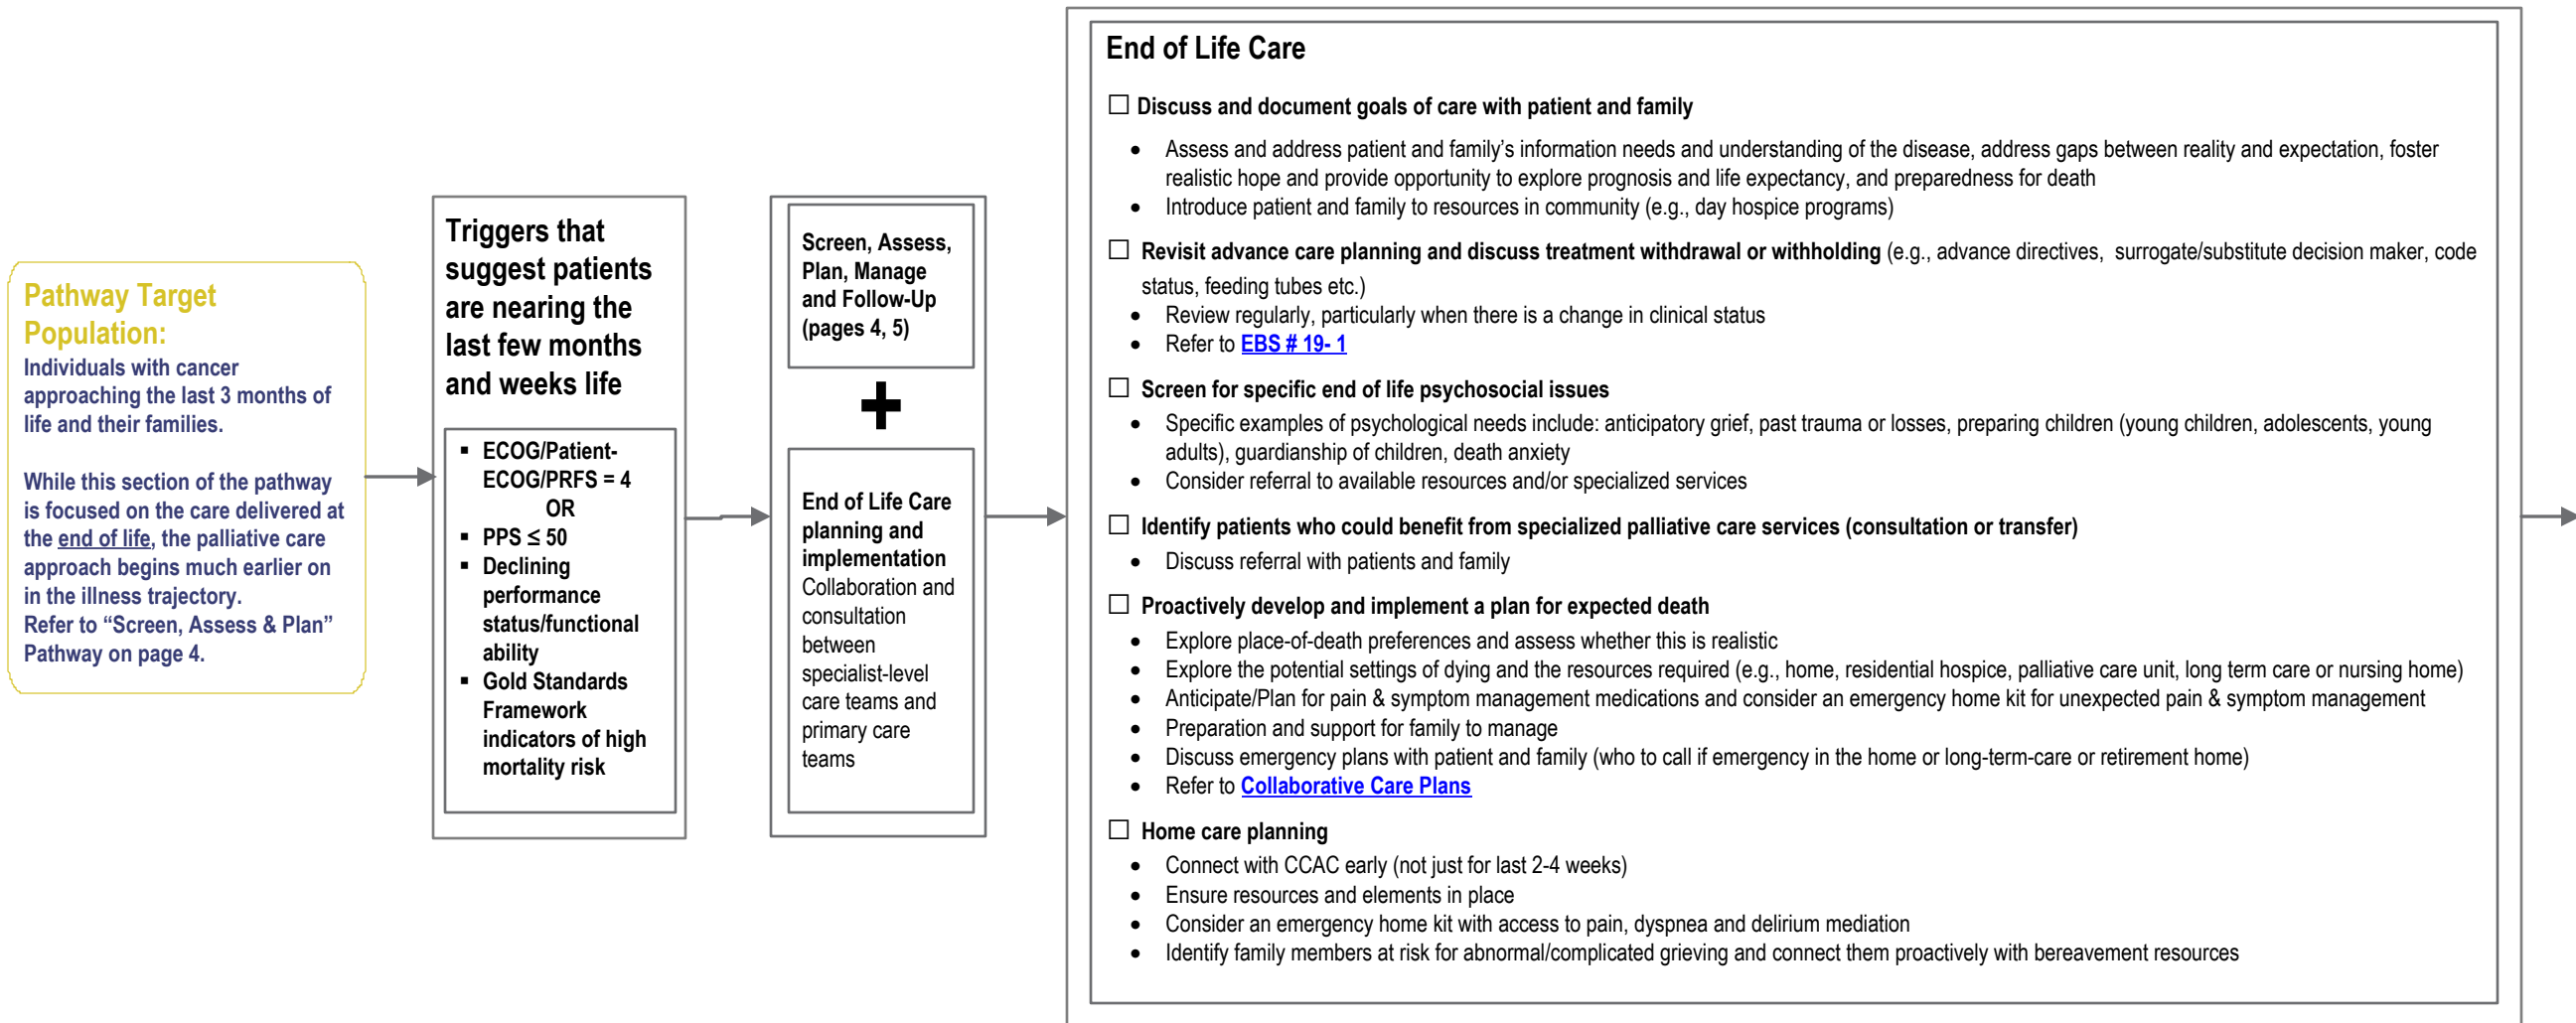 Pathway Target
Population:
Individuals with cancer
approaching the last 3 months of
life and their families.
While this section of the pathway
is focused on the care delivered at
the end of life, the palliative care
approach begins much earlier on
in the illness trajectory.
Refer to “Screen, Assess & Plan”
Pathway on page 4.
Triggers that
suggest patients
are nearing the
last few months
and weeks life
▪ ECOG/Patient-
ECOG/PRFS = 4
OR
▪ PPS ≤ 50
▪ Declining
performance
status/functional
ability
▪ Gold Standards
Framework
indicators of high
mortality risk
Screen, Assess,
Plan, Manage
and Follow-Up
(pages 4, 5)
+
End of Life Care
planning and
implementation
Collaboration and
consultation
between
specialist-level
care teams and
primary care
teams
End of Life Care
☐ Discuss and document goals of care with patient and family
• Assess and address patient and family’s information needs and understanding of the disease, address gaps between reality and expectation, foster
realistic hope and provide opportunity to explore prognosis and life expectancy, and preparedness for death
• Introduce patient and family to resources in community (e.g., day hospice programs)
☐ Revisit advance care planning and discuss treatment withdrawal or withholding (e.g., advance directives, surrogate/substitute decision maker, code
status, feeding tubes etc.)
• Review regularly, particularly when there is a change in clinical status
• Refer to EBS # 19- 1
☐ Screen for specific end of life psychosocial issues
• Specific examples of psychological needs include: anticipatory grief, past trauma or losses, preparing children (young children, adolescents, young
adults), guardianship of children, death anxiety
• Consider referral to available resources and/or specialized services
☐ Identify patients who could benefit from specialized palliative care services (consultation or transfer)
• Discuss referral with patients and family
☐ Proactively develop and implement a plan for expected death
• Explore place-of-death preferences and assess whether this is realistic
• Explore the potential settings of dying and the resources required (e.g., home, residential hospice, palliative care unit, long term care or nursing home)
• Anticipate/Plan for pain & symptom management medications and consider an emergency home kit for unexpected pain & symptom management
• Preparation and support for family to manage
• Discuss emergency plans with patient and family (who to call if emergency in the home or long-term-care or retirement home)
• Refer to Collaborative Care Plans
☐ Home care planning
• Connect with CCAC early (not just for last 2-4 weeks)
• Ensure resources and elements in place
• Consider an emergency home kit with access to pain, dyspnea and delirium mediation
• Identify family members at risk for abnormal/complicated grieving and connect them proactively with bereavement resources